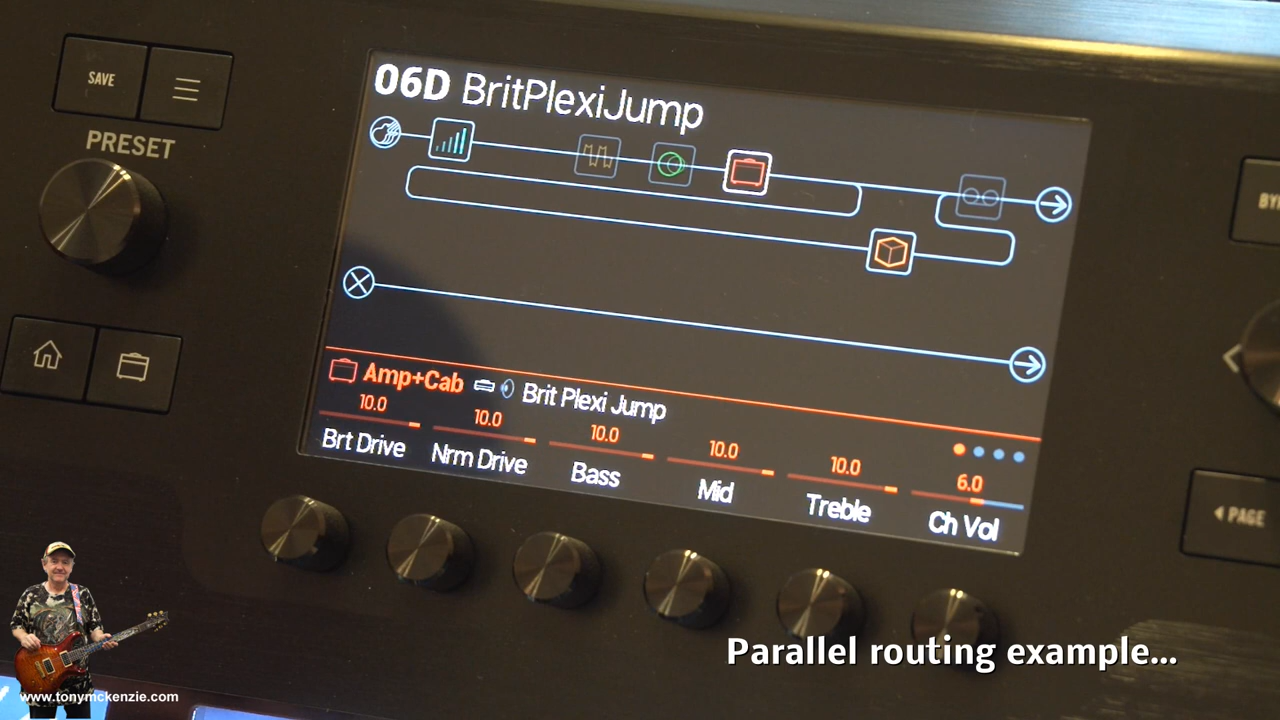 SAVE
PRESET
06D BritPlexiJump
Amp+Cab Brit Plexi Jump
10.0 10.0 10.0 10.0 10.0 6.0
Brt Drive Nrm Drive Bass Mid Treble Ch Vol
PAGE
Parallel routing example...
www.tonymckenzie.com